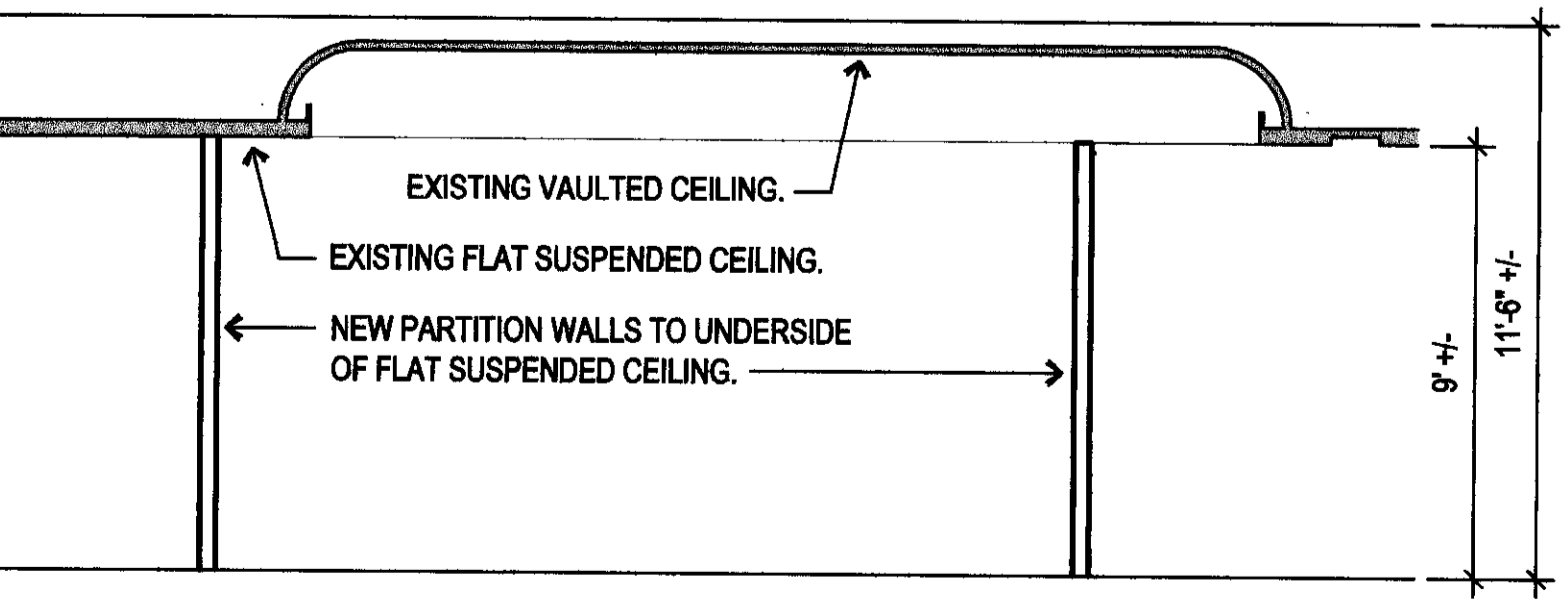 EXISTING VAULTED CEILING.
EXISTING FLAT SUSPENDED CEILING.
NEW PARTITION WALLS TO UNDERSIDE
OF FLAT SUSPENDED CEILING.
9' +/-
11'-6" +/-